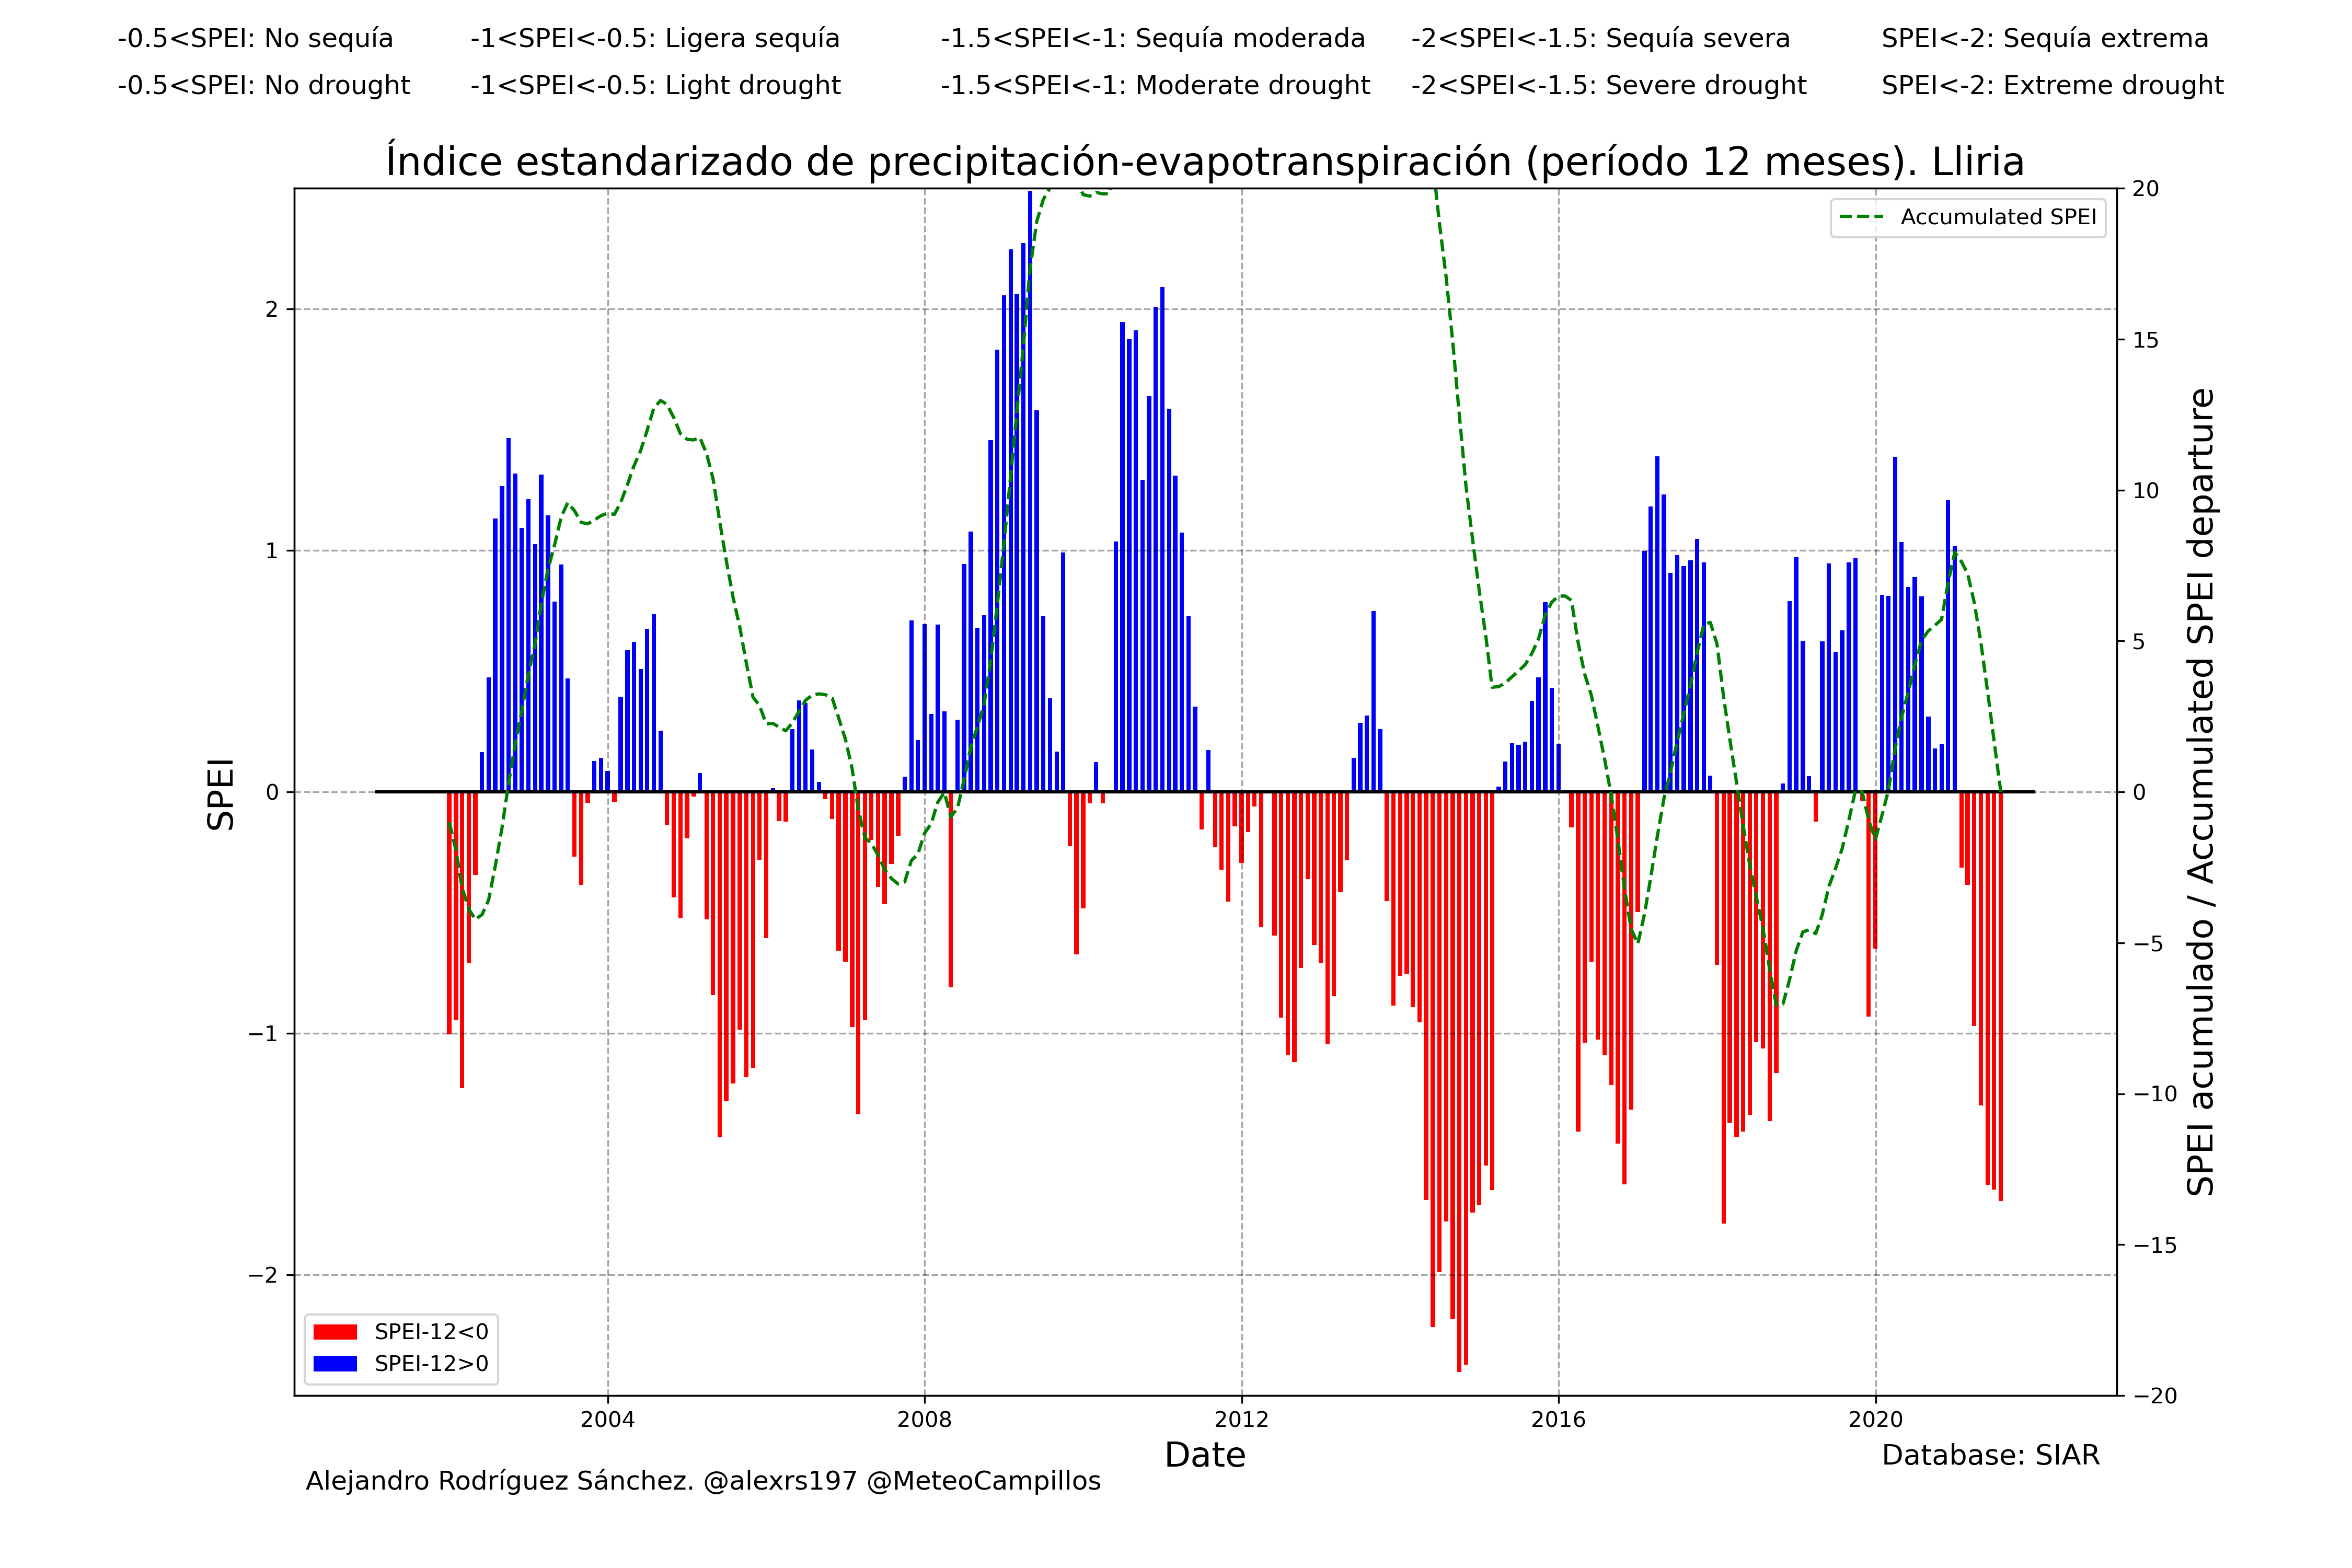 -0.5<SPEI: No sequía
-1<SPEI<-0.5: Ligera sequía
-1.5<SPEI<-1: Sequía moderada
-2<SPEI<-1.5: Sequía severa
SPEI<-2: Sequía extrema
-0.5<SPEI: No drought
-1<SPEI<-0.5: Light drought
-1.5<SPEI<-1: Moderate drought
-2<SPEI<-1.5: Severe drought
SPEI<-2: Extreme drought
Índice estandarizado de precipitación-evapotranspiración (período 12 meses). Lliria
Accumulated SPEI
SPEI
2
1
0
−1
−2
20
15
10
5
0
−5
−10
−15
−20
SPEI acumulado / Accumulated SPEI departure
SPEI-12<0
SPEI-12>0
2004
2008
2012
2016
2020
Date
Database: SIAR
Alejandro Rodríguez Sánchez. @alexrs197 @MeteoCampillos